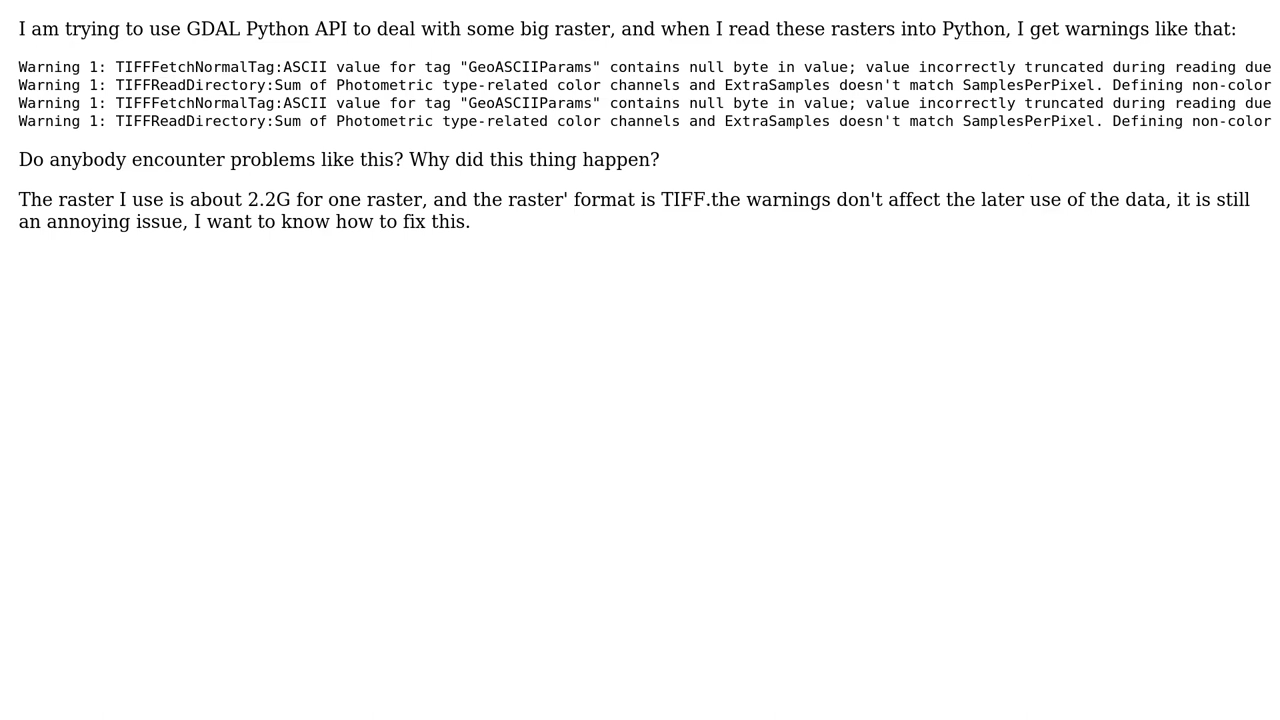 I am trying to use GDAL Python API to deal with some big raster, and when I read these rasters into Python, I get warnings like that:
Warning 1: TIFFFetchNormalTag:ASCII value for tag "GeoASCIIParams" contains null byte in value; value incorrectly truncated during reading due
Warning 1: TIFFReadDirectory:Sum of Photometric type-related color channels and ExtraSamples doesn't match SamplesPerPixel. Defining non-color
Warning 1: TIFFFetchNormalTag:ASCII value for tag "GeoASCIIParams" contains null byte in value; value incorrectly truncated during reading due
Warning 1: TIFFReadDirectory:Sum of Photometric type-related color channels and ExtraSamples doesn't match SamplesPerPixel. Defining non-color
Do anybody encounter problems like this? Why did this thing happen?
The raster I use is about 2.2G for one raster, and the raster' format is TIFF.the warnings don't affect the later use of the data, it is still
an annoying issue, I want to know how to fix this.